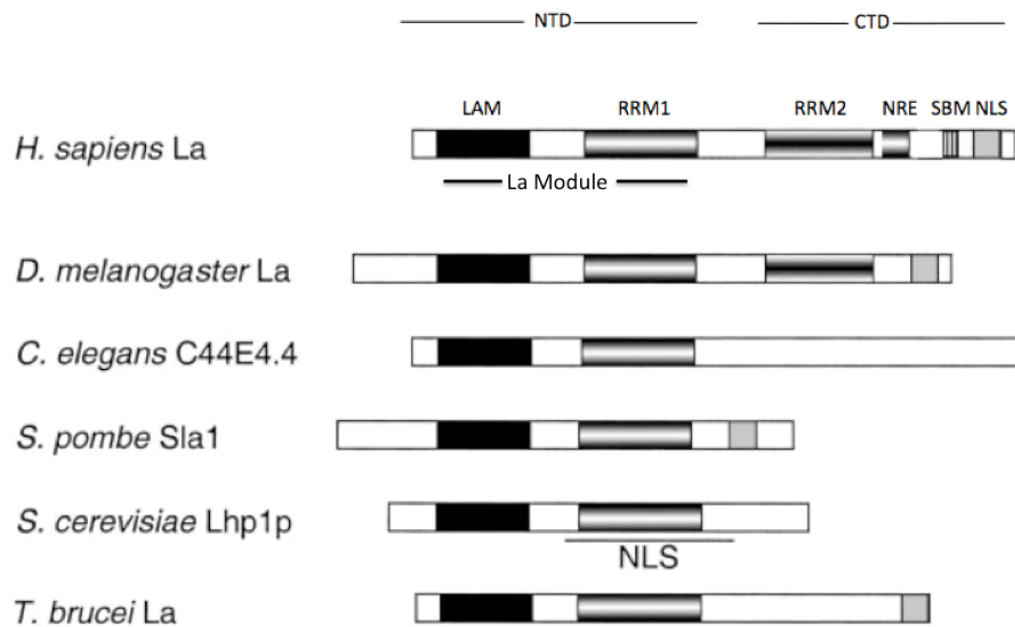 NTD CTD
LAM RRM1 RRM2 NRE SBM NLS
H. sapiens La
La Module
D. melanogaster La
C. elegans C44E4.4
S. pombe Sla1
S. cerevisiae Lhp1p
NLS
T. brucei La